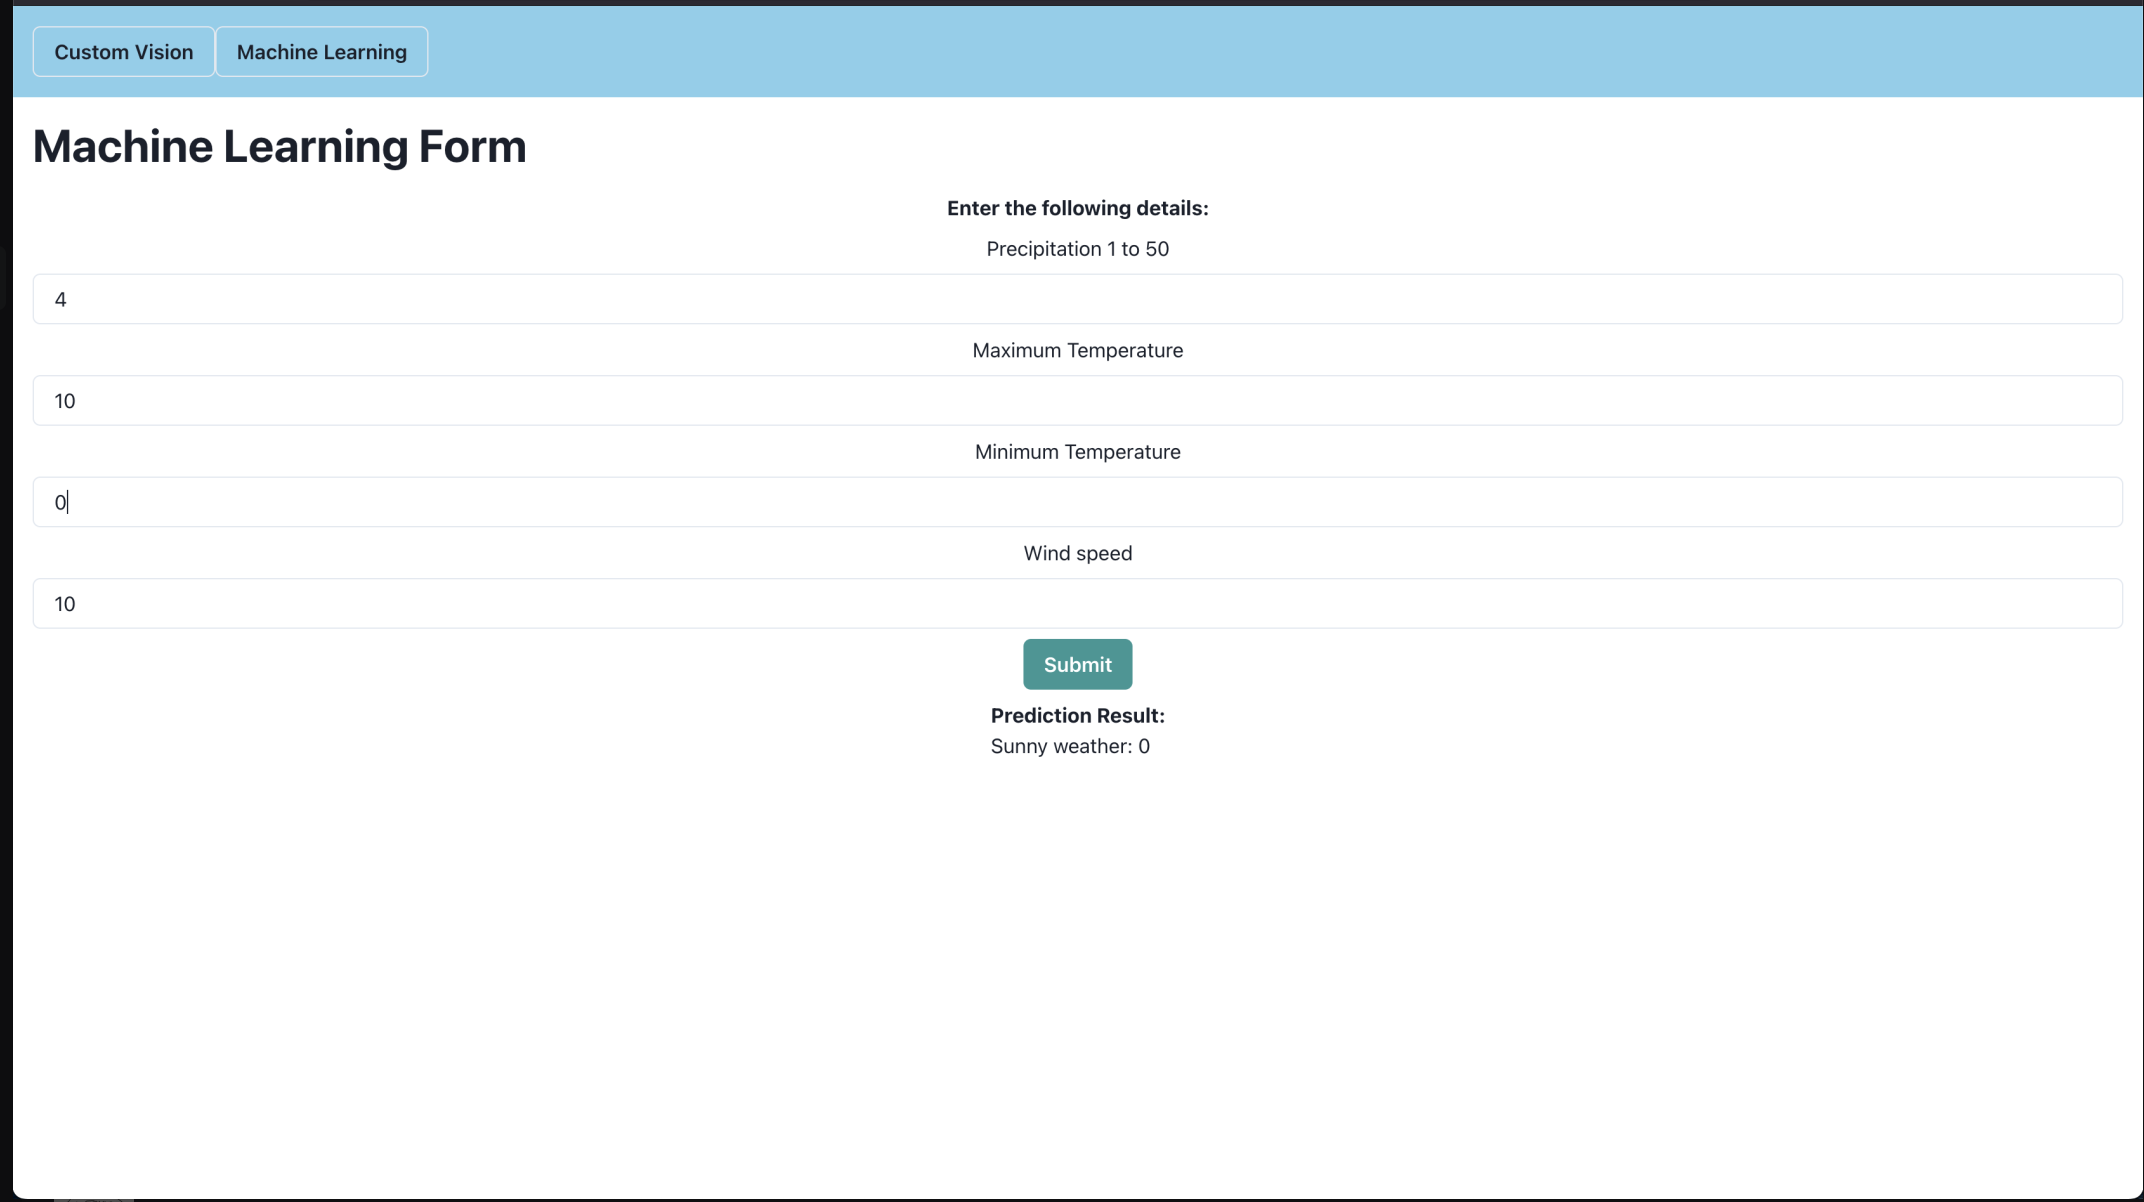 Custom Vision
Machine Learning
Machine Learning Form
Enter the following details:
Precipitation 1 to 50
4
Maximum Temperature
10
Minimum Temperature
0
Wind speed
10
Submit
Prediction Result:
Sunny weather: 0